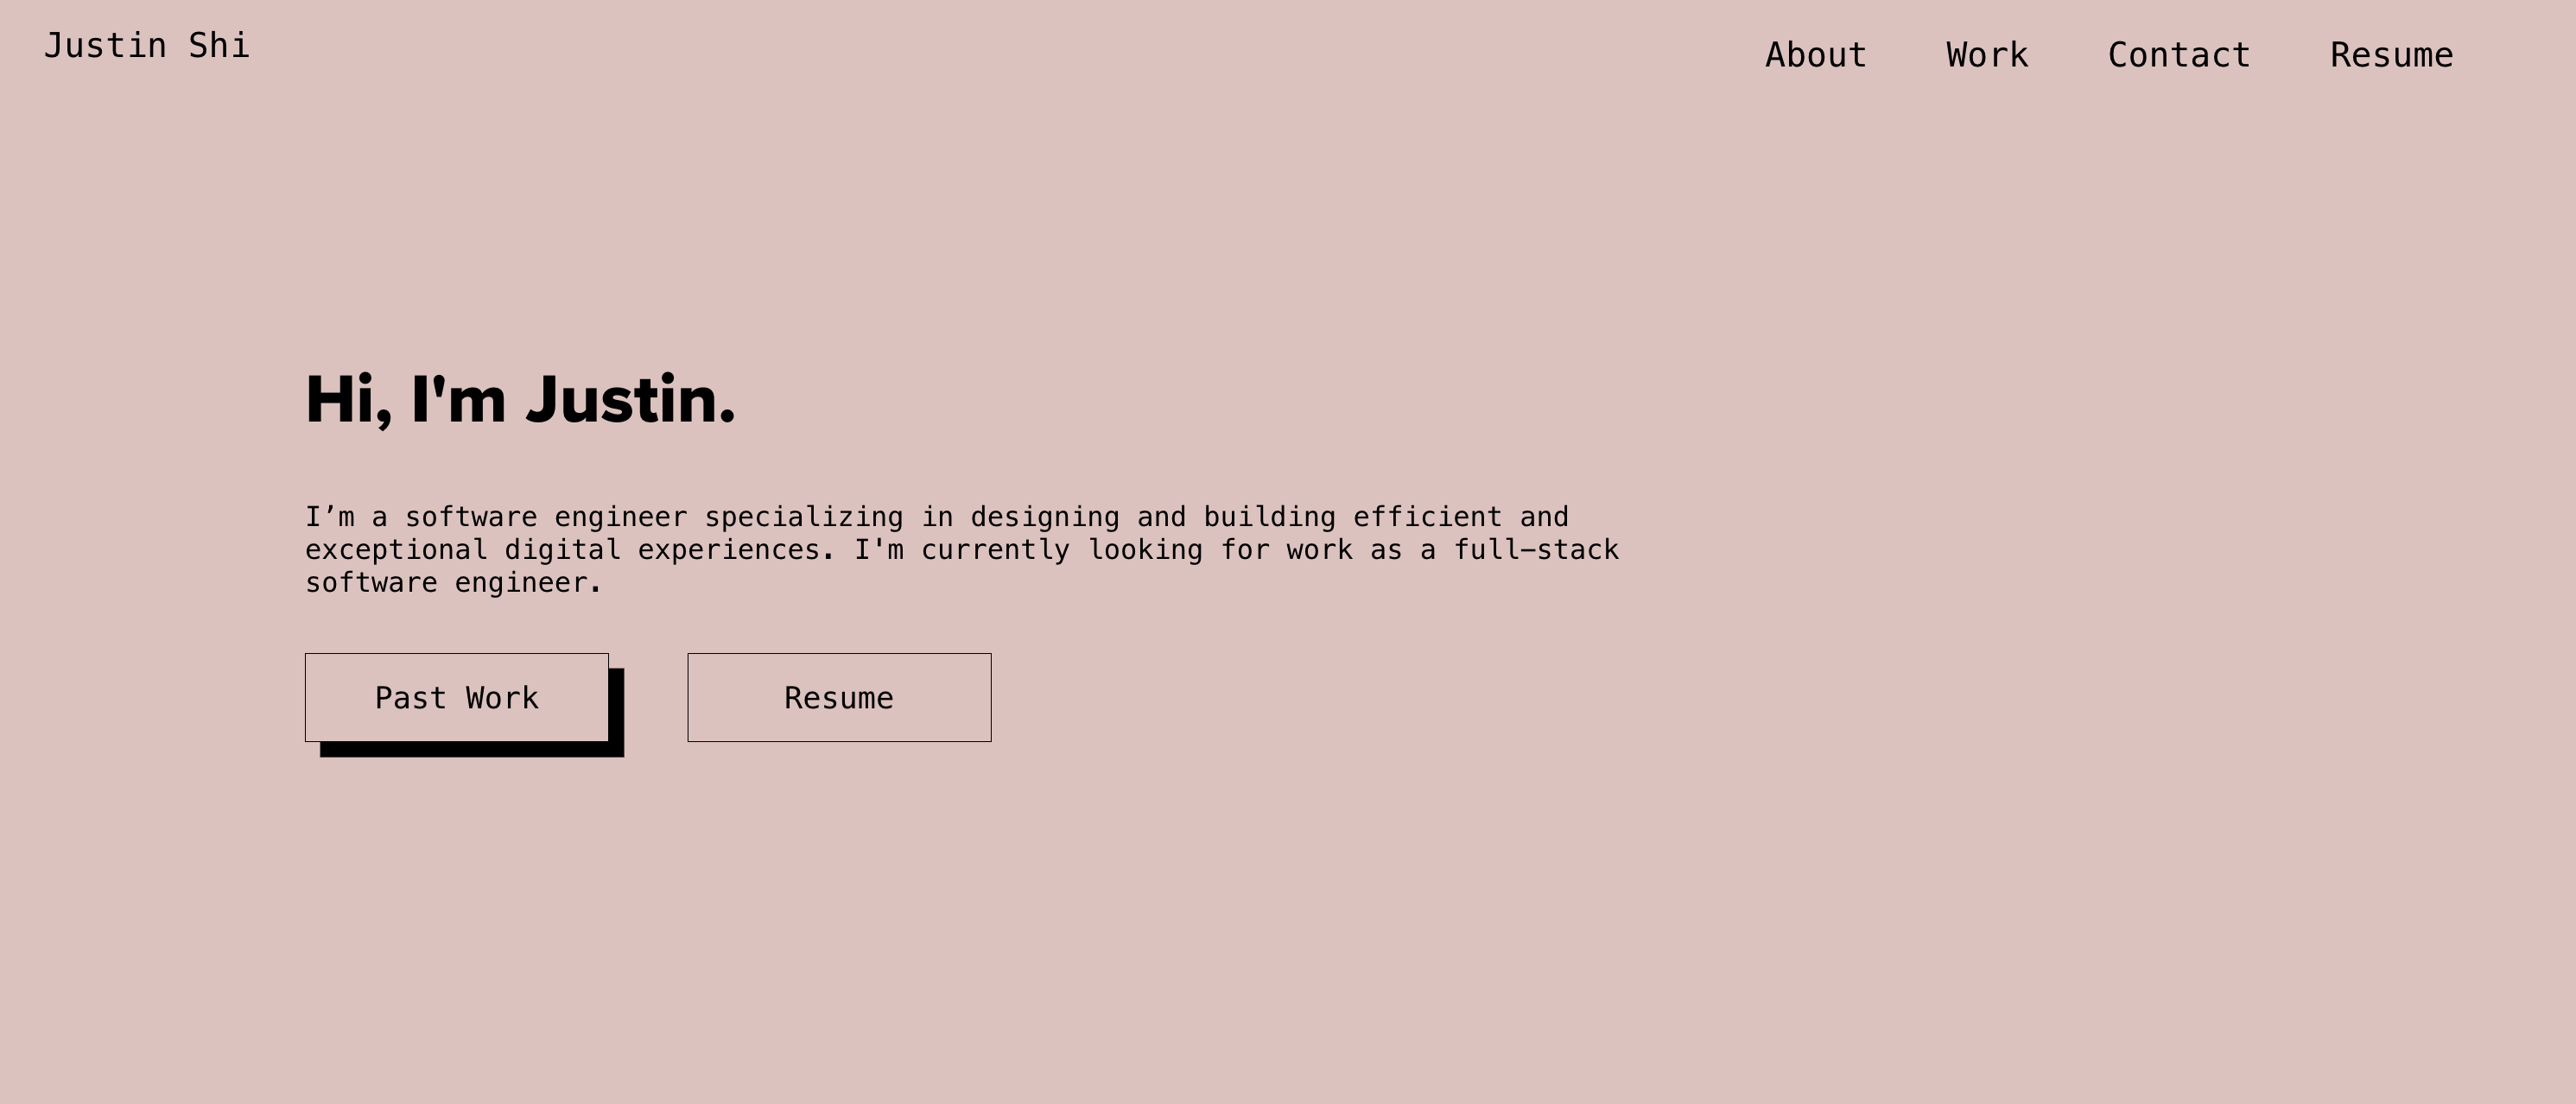 Justin Shi
About Work Contact Resume
Hi, I'm Justin.
I’m a software engineer specializing in designing and building efficient and
exceptional digital experiences. I'm currently looking for work as a full-stack
software engineer.
Past Work
Resume